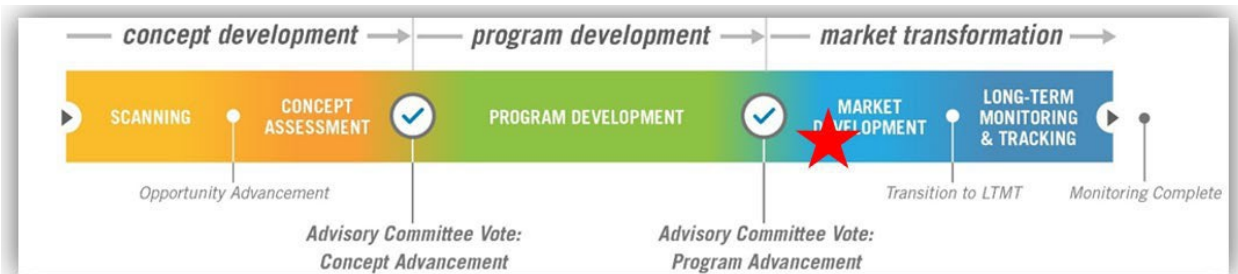 concept development
program development
market transformation
SCANNING
CONCEPT
ASSESSMENT
PROGRAM DEVELOPMENT
MARKET
DEVELOPMENT
LONG-TERM
MONITORING
& TRACKING
Opportunity Advancement
Transition to LTMT
Monitoring Complete
Advisory Committee Vote:
Concept Advancement
Advisory Committee Vote:
Program Advancement